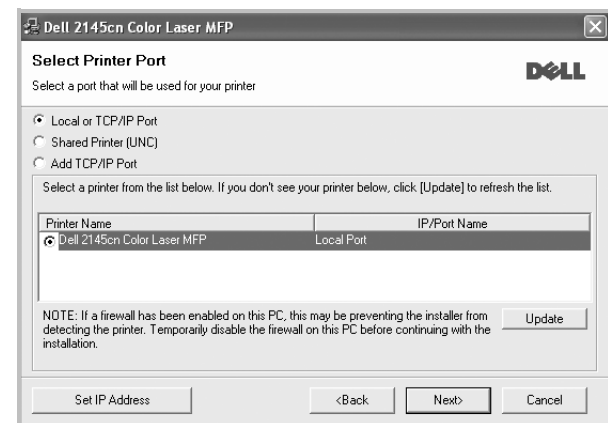 Dell 2145cn Color Laser MFP
Select Printer Port
Select a port that will be used for your printer
DELL
Local or TCP/IP Port
Shared Printer (UNC)
Add TCP/IP Port
Select a printer from the list below. If you don't see your printer below, click [Update] to refresh the list.
Printer Name IP/Port Name
Dell 2145cn Color Laser MFP Local Port
NOTE: If a firewall has been enabled on this PC, this may be preventing the installer from
detecting the printer. Temporarily disable the firewall on this PC before continuing with the
installation.
Update
Set IP Address <Back Next> Cancel